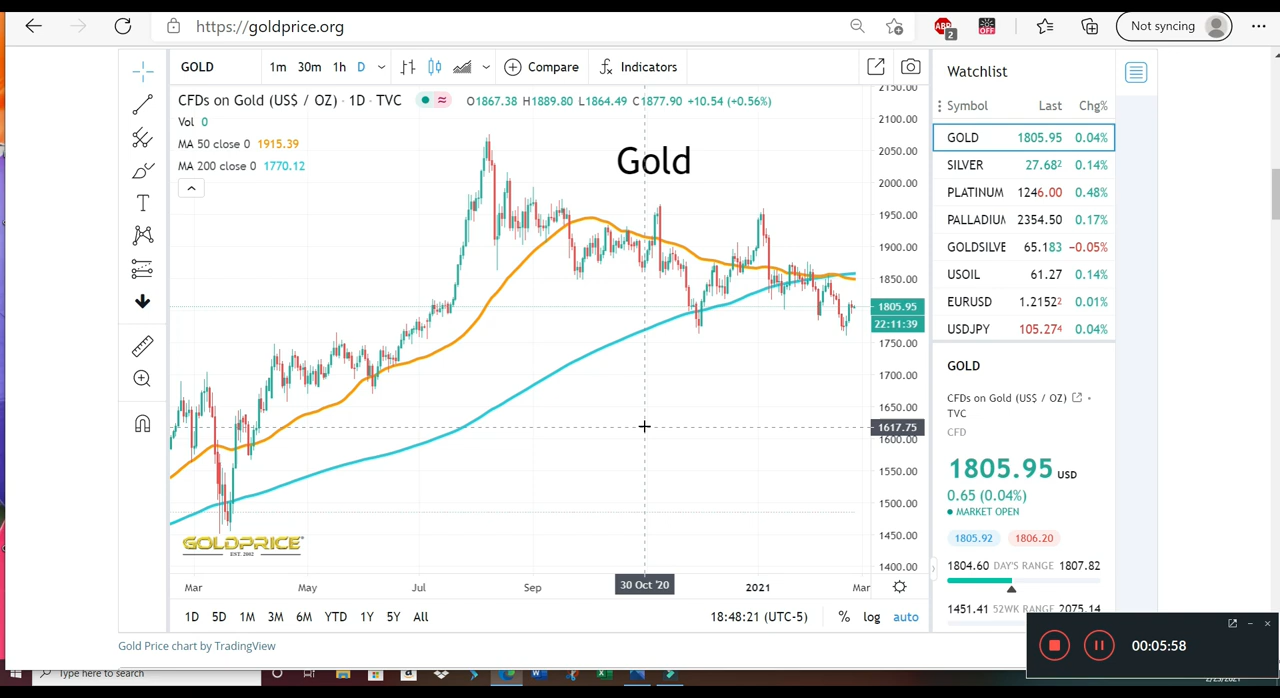 https://goldprice.org
ABP
2
OFF
Not syncing
GOLD
1m 30m 1h D
Compare
Indicators
CFDs on Gold (US$ / OZ) · 1D · TVC O1867.38 H1889.80 L1864.49 C1877.90 +10.54 (+0.56%)
Vol 0
MA 50 close 0 1915.39
MA 200 close 0 1770.12
Gold
2150.00
2100.00
2050.00
2000.00
1950.00
1900.00
1850.00
1805.95
22:11:39
1750.00
1700.00
1650.00
1617.75
1600.00
1550.00
1500.00
1450.00
1400.00
GOLDPRICE
EST. 2002
Mar May Jul Sep 30 Oct '20 2021 Mar
1D 5D 1M 3M 6M YTD 1Y 5Y All 18:48:21 (UTC-5) % log auto
Gold Price chart by TradingView
Watchlist
Symbol Last Chg%
GOLD 1805.95 0.04%
SILVER 27.682 0.14%
PLATINUM 1246.00 0.48%
PALLADIUM 2354.50 0.17%
GOLDSILVE 65.183 −0.05%
USOIL 61.27 0.14%
EURUSD 1.21522 0.01%
USDJPY 105.274 0.04%
GOLD
CFDs on Gold (US$ / OZ) •
TVC
CFD
1805.95 USD
0.65 (0.04%)
MARKET OPEN
1805.92 1806.20
1804.60 DAY'S RANGE 1807.82
1451.41 52WK RANGE 2075.14
00:05:58
Type here to search
2/23/2021